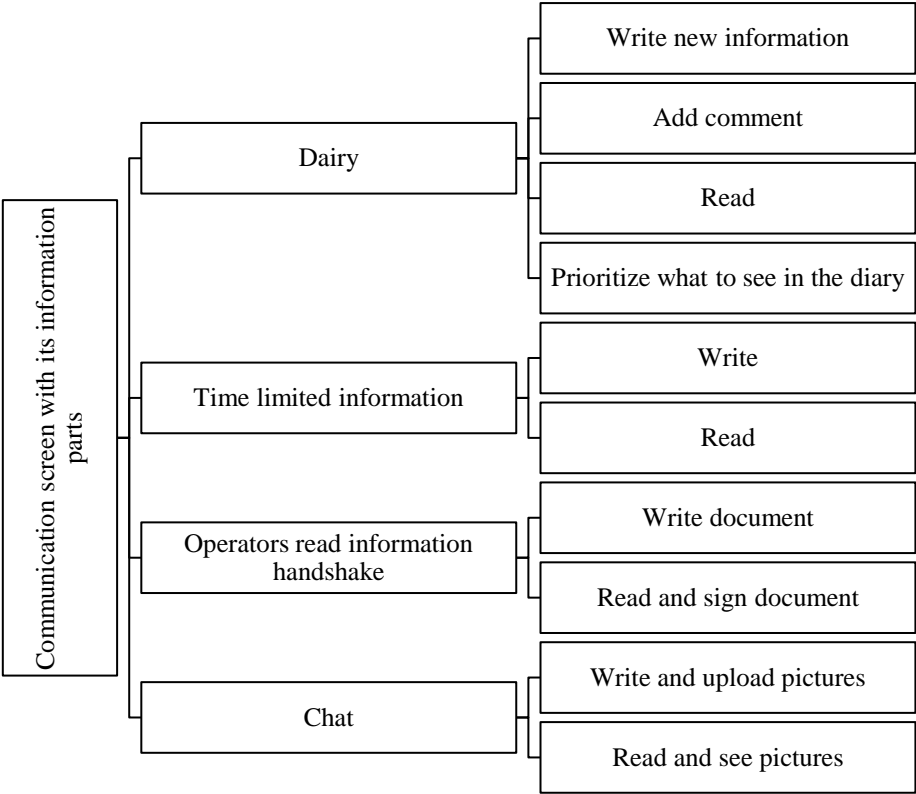 Communication screen with its information
parts
Dairy
Write new information
Add comment
Read
Prioritize what to see in the diary
Time limited information
Write
Read
Operators read information
handshake
Write document
Read and sign document
Chat
Write and upload pictures
Read and see pictures